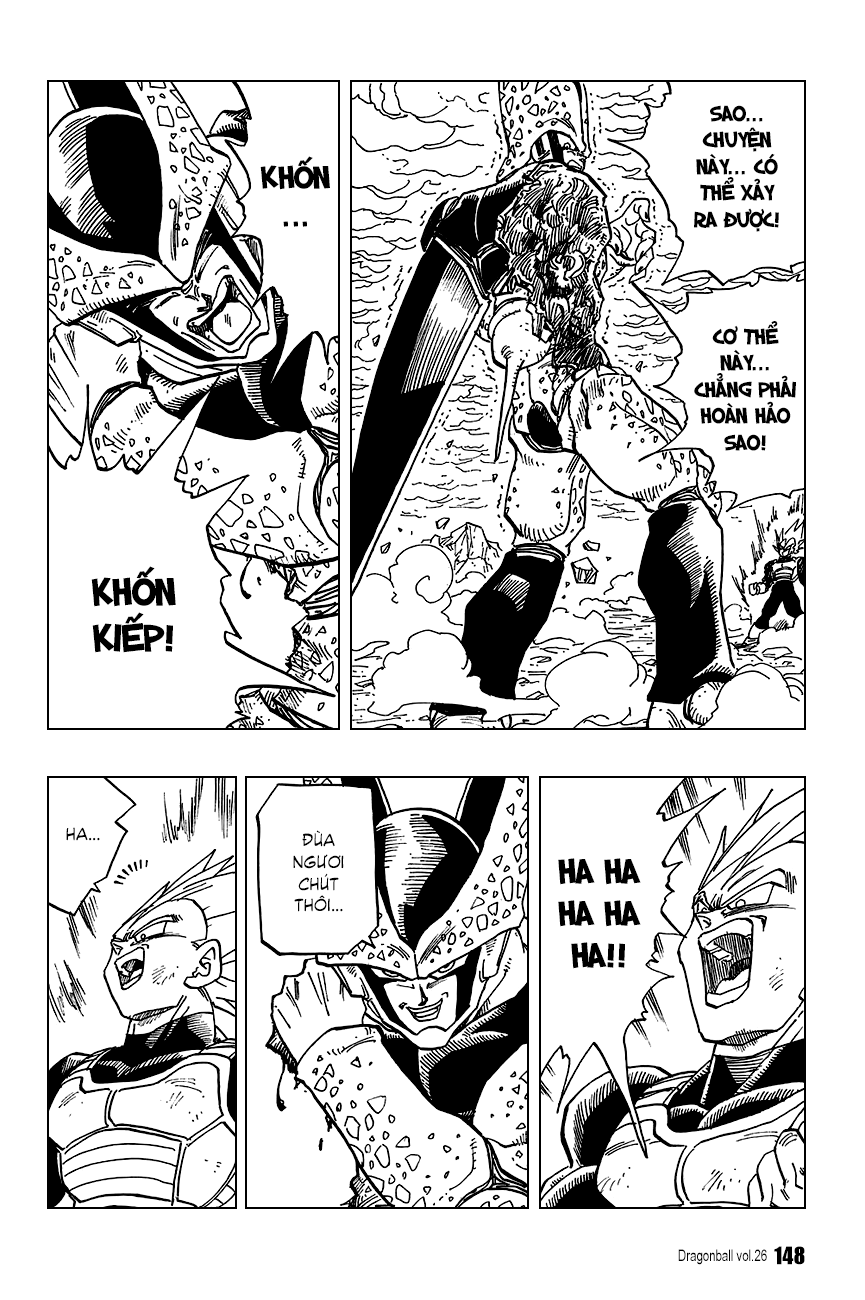 SAO...
CHUYỆN
NÀY... CÓ
THỂ XẢY
RA ĐƯỢC!
CƠ THỂ
NÀY...
CHẲNG PHẢI
HOÀN HẢO
SAO!
KHỐN
...
KHỐN
KIẾP!
HA HA
HA HA
HA!!
ĐÙA
NGƯƠI
CHÚT
THÔI...
HA...
Dragonball vol.26 148